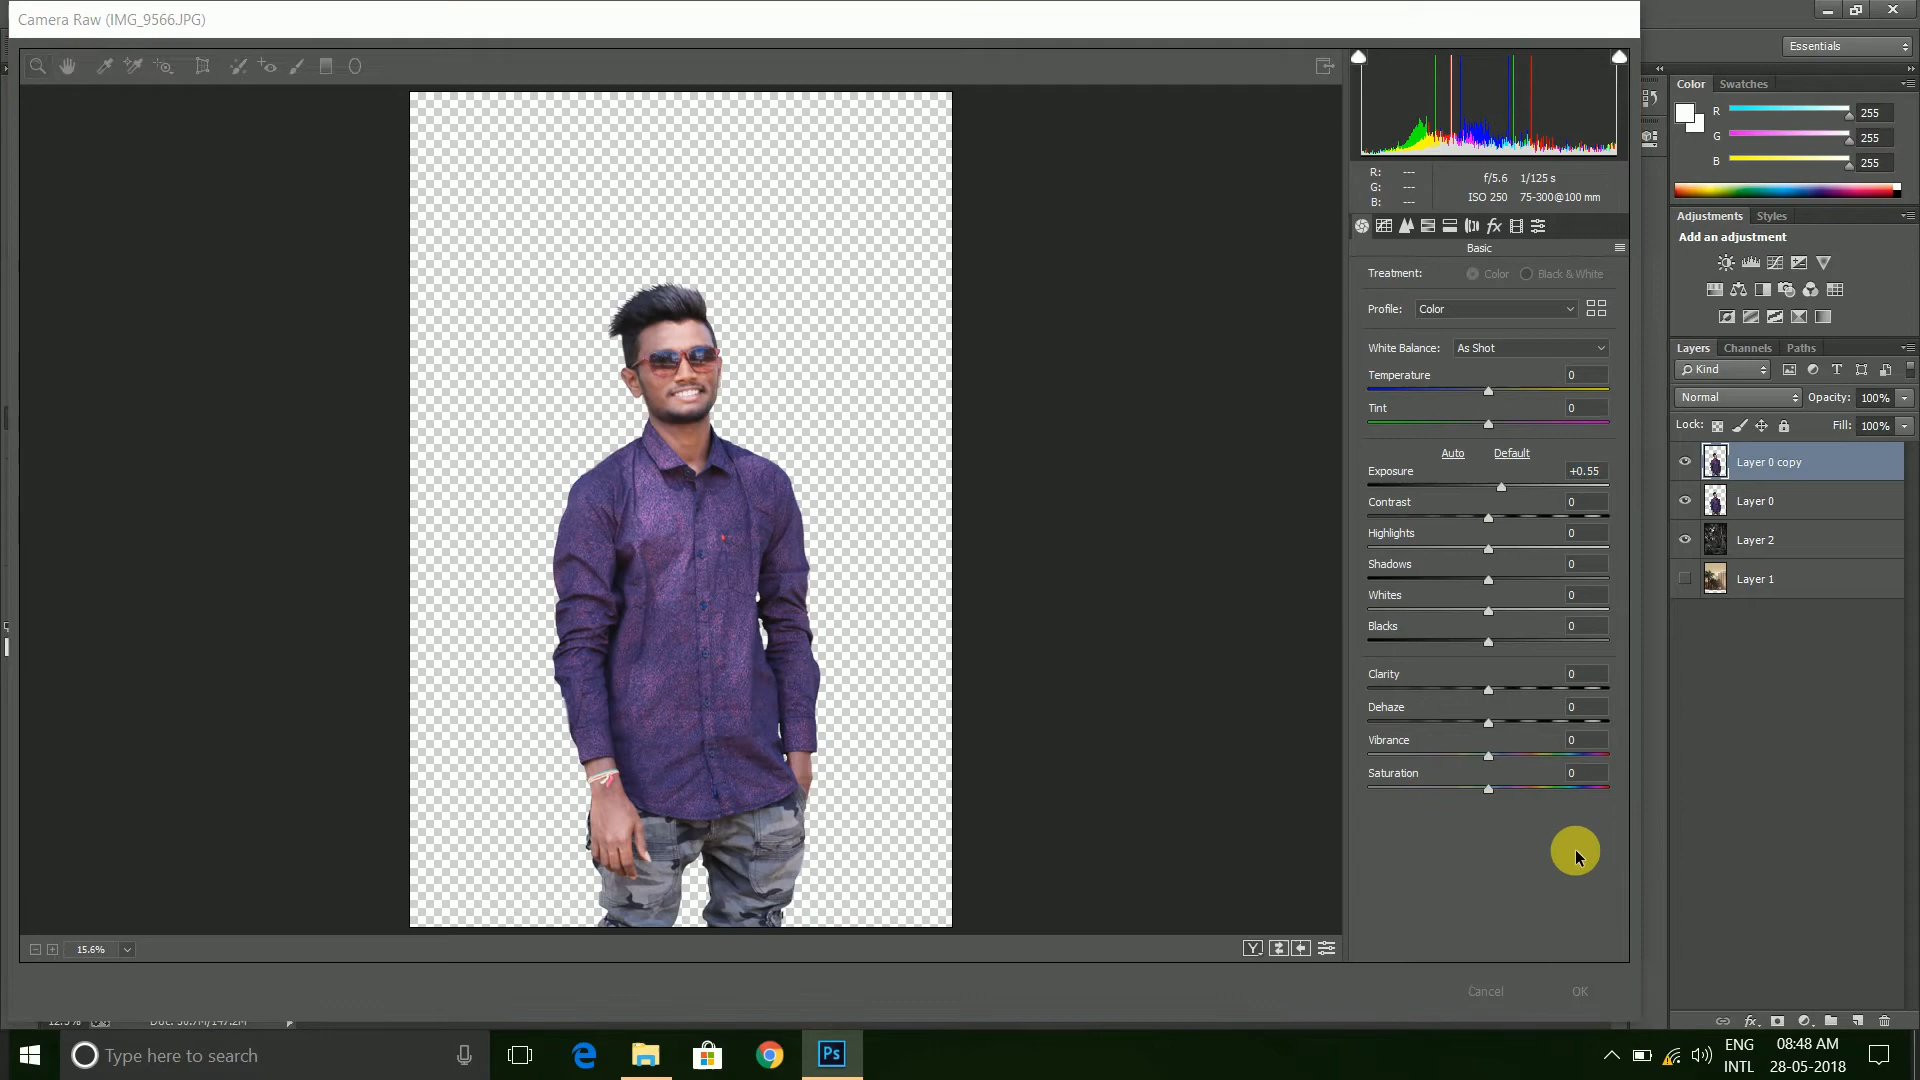 Camera Raw (IMG_9566.JPG)
Essentials
Color Swatches
R 255
G 255
B 255
R: ---
G: ---
B: ---
f/5.6 1/125 s
ISO 250 75-300@100 mm
fx
Basic
Treatment: Color Black & White
Profile: Color
White Balance: As Shot
Temperature 0
Tint 0
Auto Default
Exposure +0.55
Contrast 0
Highlights 0
Shadows 0
Whites 0
Blacks 0
Clarity 0
Dehaze 0
Vibrance 0
Saturation 0
Adjustments Styles
Add an adjustment
Layers Channels Paths
Kind
Normal Opacity: 100%
Lock: Fill: 100%
Layer 0 copy
Layer 0
Layer 2
Layer 1
15.6%
Y
Cancel OK
fx
Type here to search
Ps
ENG
INTL
08:48 AM
28-05-2018